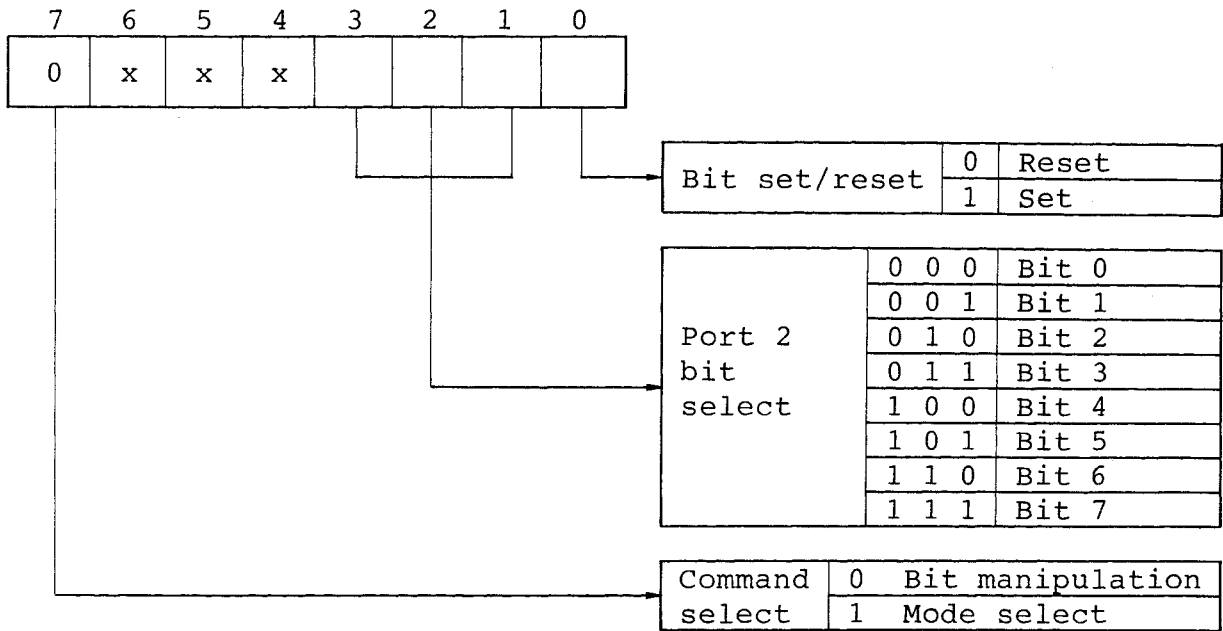 7 6 5 4 3 2 1 0
0 x x x
Bit set/reset
0 Reset
1 Set
Port 2
bit
select
0 0 0 Bit 0
0 0 1 Bit 1
0 1 0 Bit 2
0 1 1 Bit 3
1 0 0 Bit 4
1 0 1 Bit 5
1 1 0 Bit 6
1 1 1 Bit 7
Command
select
0 Bit manipulation
1 Mode select